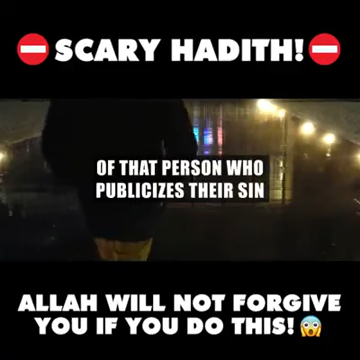 ⛔SCARY HADITH!⛔
OF THAT PERSON WHO
PUBLICIZES THEIR SIN
ALLAH WILL NOT FORGIVE
YOU IF YOU DO THIS!😱